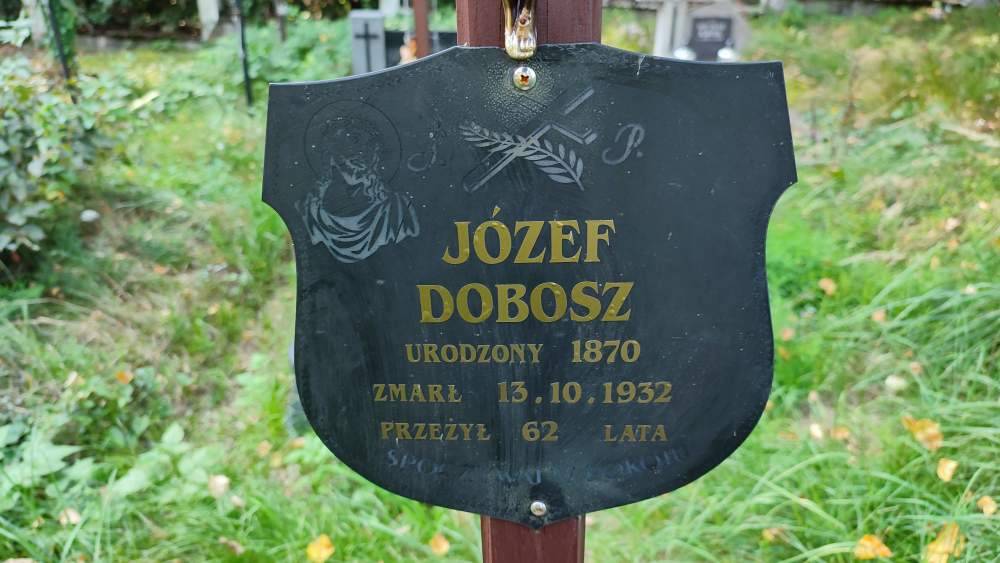 Ś. P.
JÓZEF
DOBOSZ
URODZONY 1870
ZMARŁ 13.10.1932
PRZEŻYŁ 62 LATA